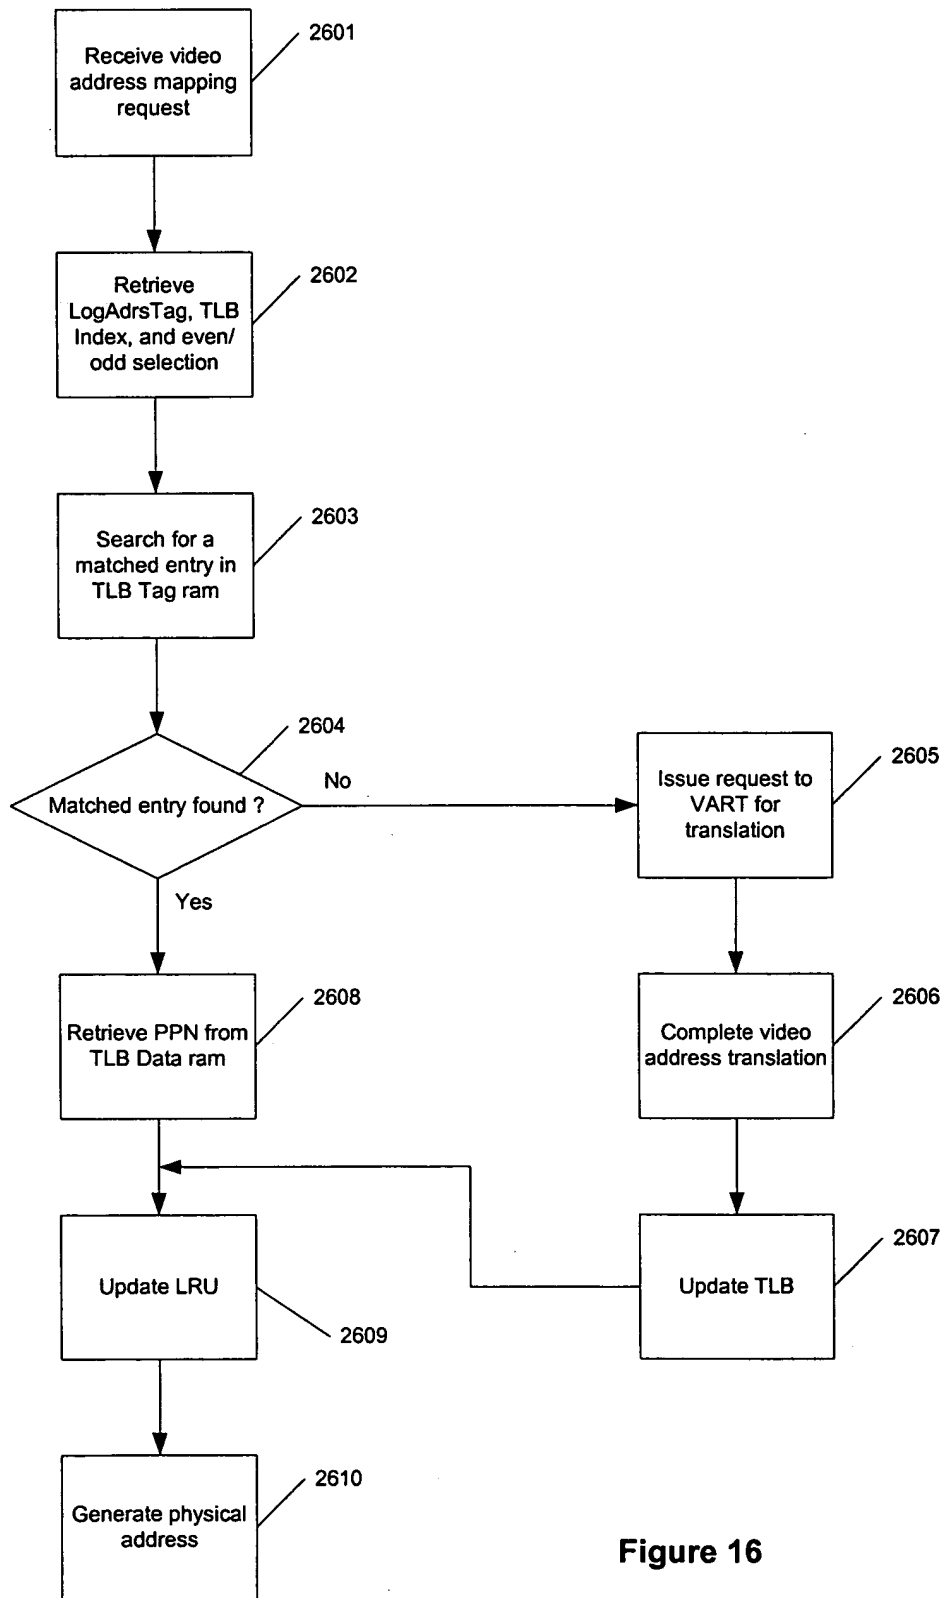 Receive video
address mapping
request
2601
Retrieve
LogAdrsTag, TLB
Index, and even/
odd selection
2602
Search for a
matched entry in
TLB Tag ram
2603
Matched entry found ?
2604
No
Yes
Issue request to
VART for
translation
2605
Complete video
address translation
2606
Update TLB
2607
Retrieve PPN from
TLB Data ram
2608
Update LRU
2609
Generate physical
address
2610
Figure 16